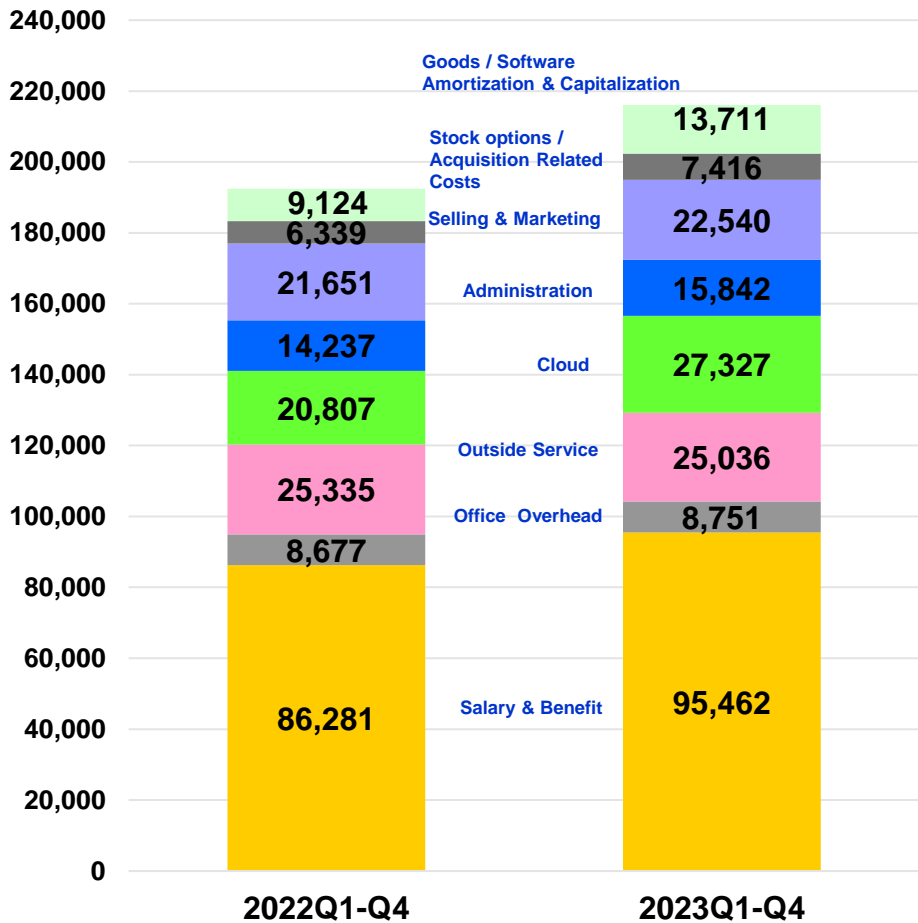 240,000
220,000
200,000
180,000
160,000
140,000
120,000
100,000
80,000
60,000
40,000
20,000
0
9,124
6,339
21,651
14,237
20,807
25,335
8,677
86,281
Goods / Software
Amortization & Capitalization
Stock options /
Acquisition Related
Costs
Selling & Marketing
Administration
Cloud
Outside Service
Office Overhead
Salary & Benefit
13,711
7,416
22,540
15,842
27,327
25,036
8,751
95,462
2022Q1-Q4
2023Q1-Q4